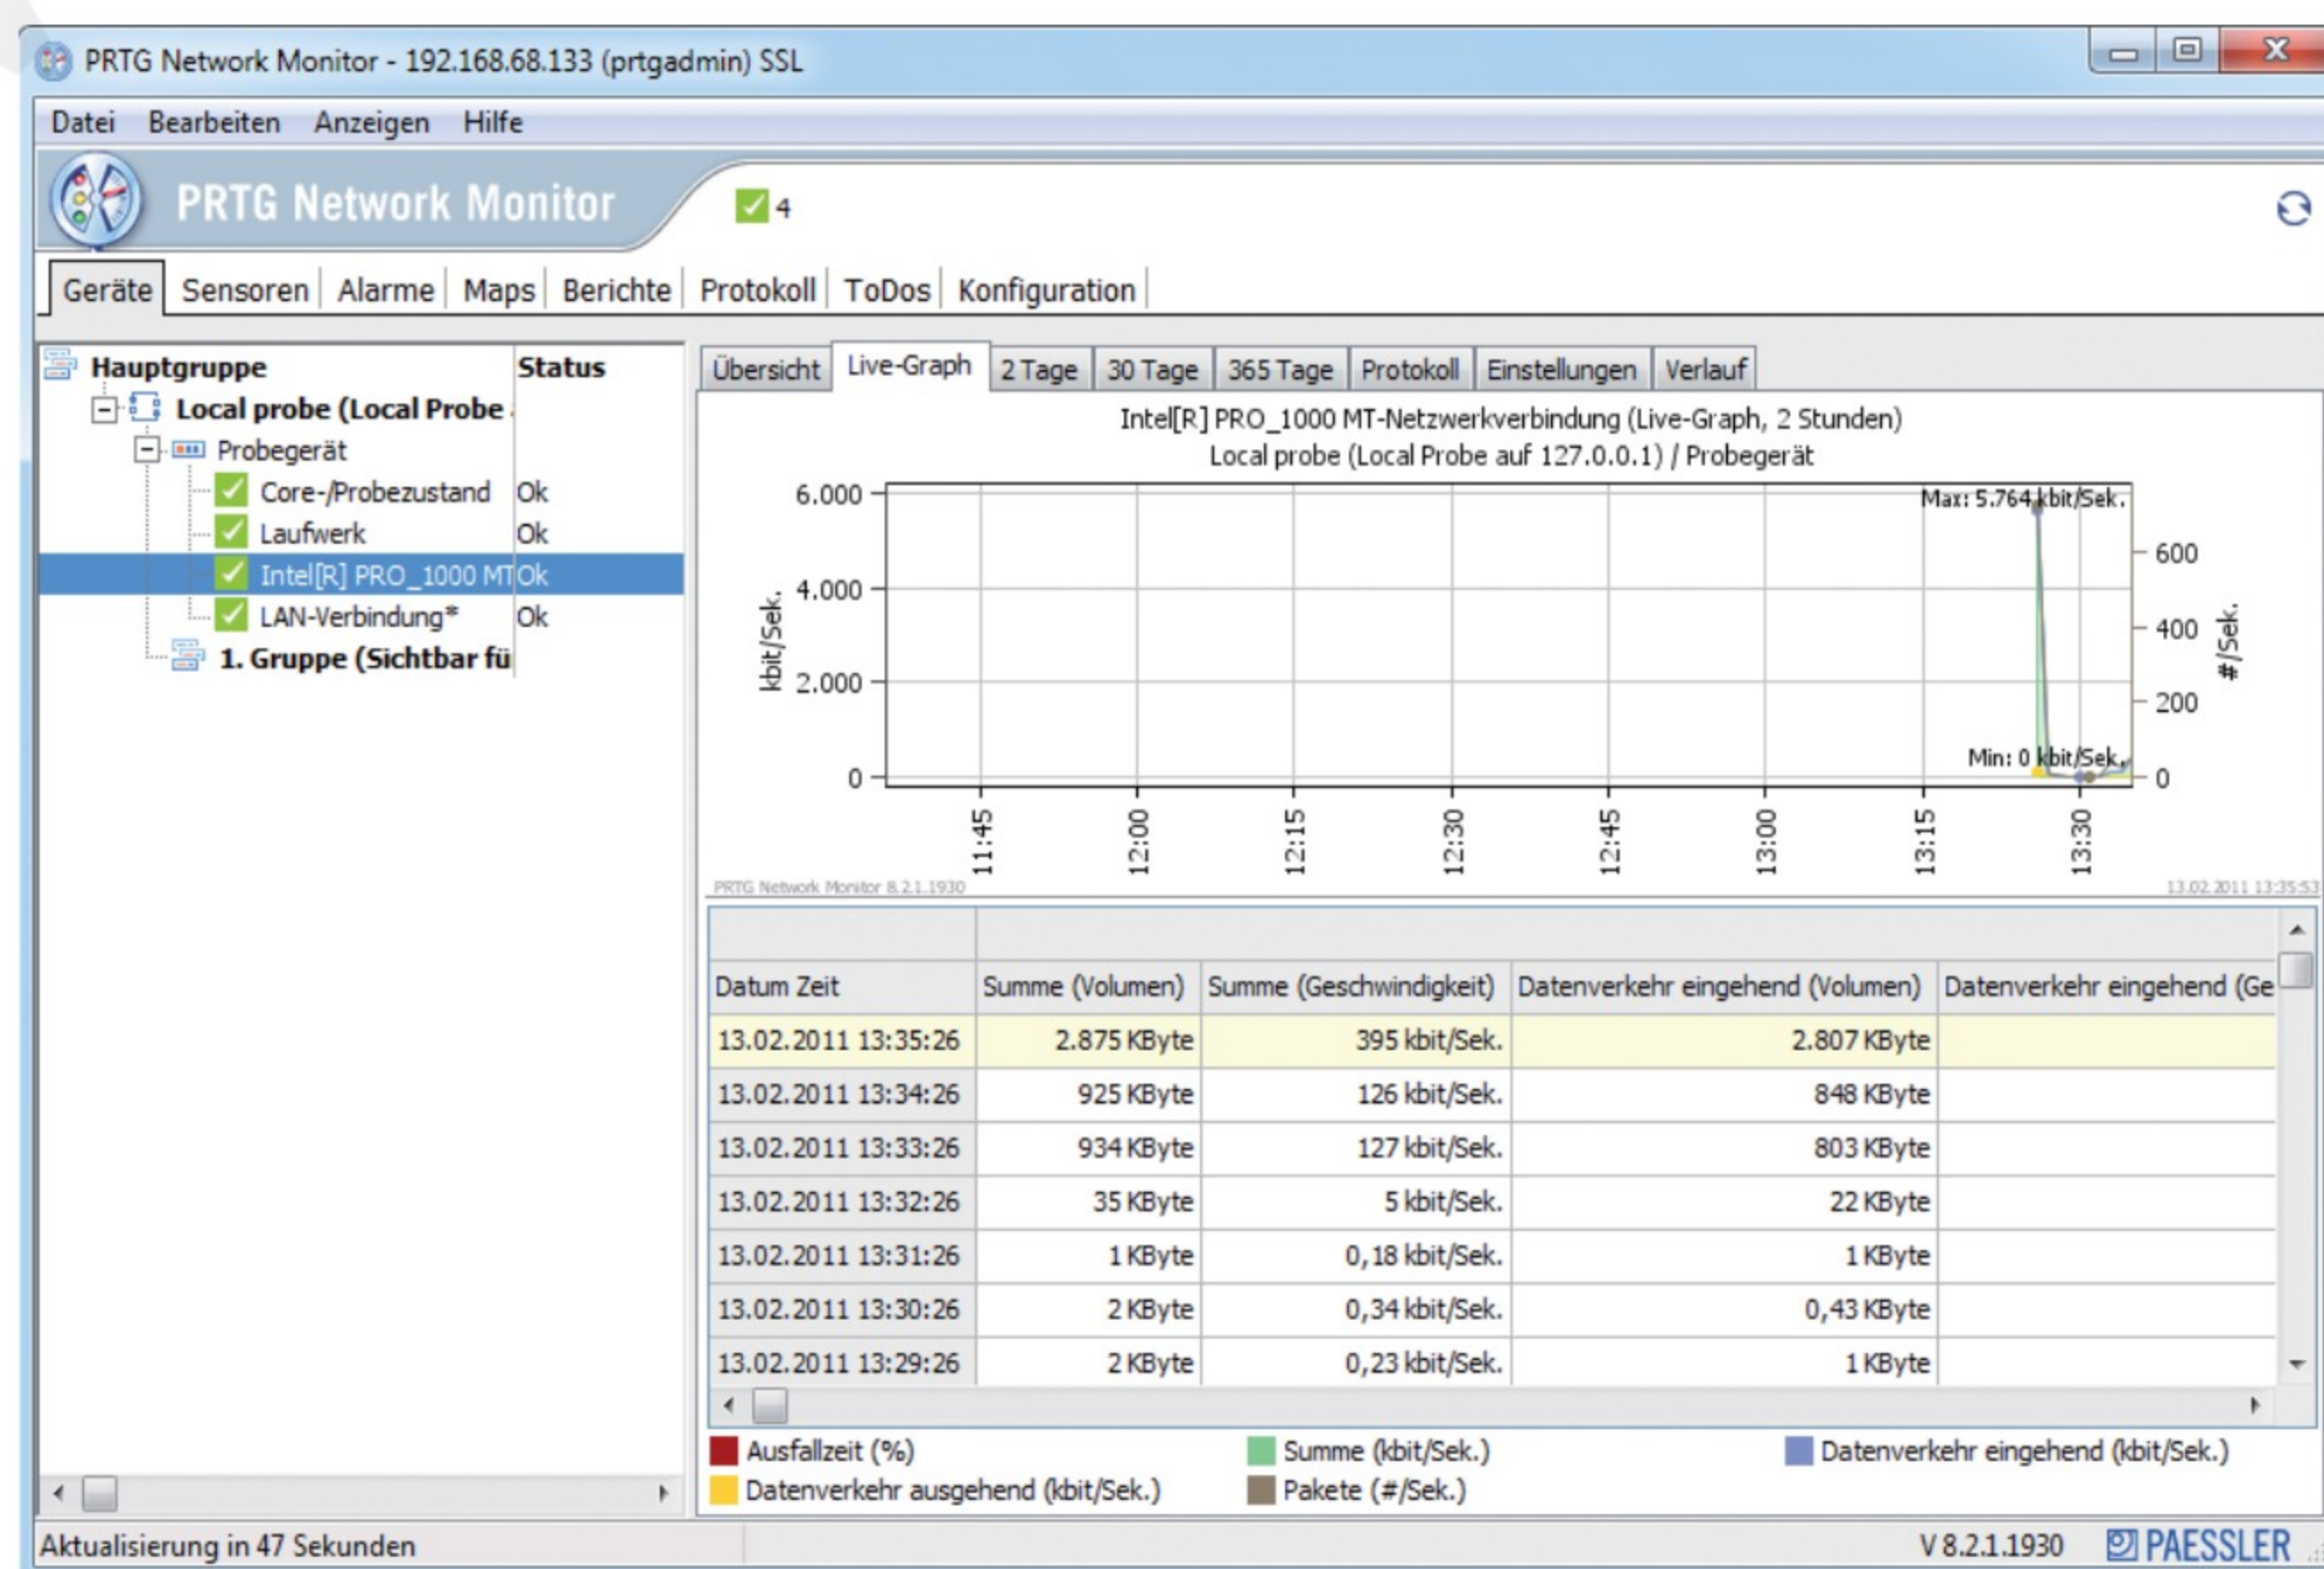 PRTG Network Monitor - 192.168.68.133 (prtgadmin) SSL
Datei Bearbeiten Anzeigen Hilfe
PRTG Network Monitor 4
Geräte Sensoren Alarme Maps Berichte Protokoll ToDos Konfiguration
Hauptgruppe Status
Local probe (Local Probe
Probegerät
Core-/Probezustand Ok
Laufwerk Ok
Intel[R] PRO_1000 MT Ok
LAN-Verbindung* Ok
1. Gruppe (Sichtbar fü
Übersicht Live-Graph 2 Tage 30 Tage 365 Tage Protokoll Einstellungen Verlauf
Intel[R] PRO_1000 MT-Netzwerkverbindung (Live-Graph, 2 Stunden)
Local probe (Local Probe auf 127.0.0.1) / Probegerät
Max: 5.764 kbit/Sek.
6.000
4.000
2.000
0
kbit/Sek.
600
400
200
0
#/Sek.
Min: 0 kbit/Sek.
11:45 12:00 12:15 12:30 12:45 13:00 13:15 13:30
PRTG Network Monitor 8.2.1.1930 13.02.2011 13:35:53
Datum Zeit Summe (Volumen) Summe (Geschwindigkeit) Datenverkehr eingehend (Volumen) Datenverkehr eingehend (Ge
13.02.2011 13:35:26 2.875 KByte 395 kbit/Sek. 2.807 KByte
13.02.2011 13:34:26 925 KByte 126 kbit/Sek. 848 KByte
13.02.2011 13:33:26 934 KByte 127 kbit/Sek. 803 KByte
13.02.2011 13:32:26 35 KByte 5 kbit/Sek. 22 KByte
13.02.2011 13:31:26 1 KByte 0,18 kbit/Sek. 1 KByte
13.02.2011 13:30:26 2 KByte 0,34 kbit/Sek. 0,43 KByte
13.02.2011 13:29:26 2 KByte 0,23 kbit/Sek. 1 KByte
Ausfallzeit (%) Summe (kbit/Sek.) Datenverkehr eingehend (kbit/Sek.)
Datenverkehr ausgehend (kbit/Sek.) Pakete (#/Sek.)
Aktualisierung in 47 Sekunden V 8.2.1.1930 PAESSLER